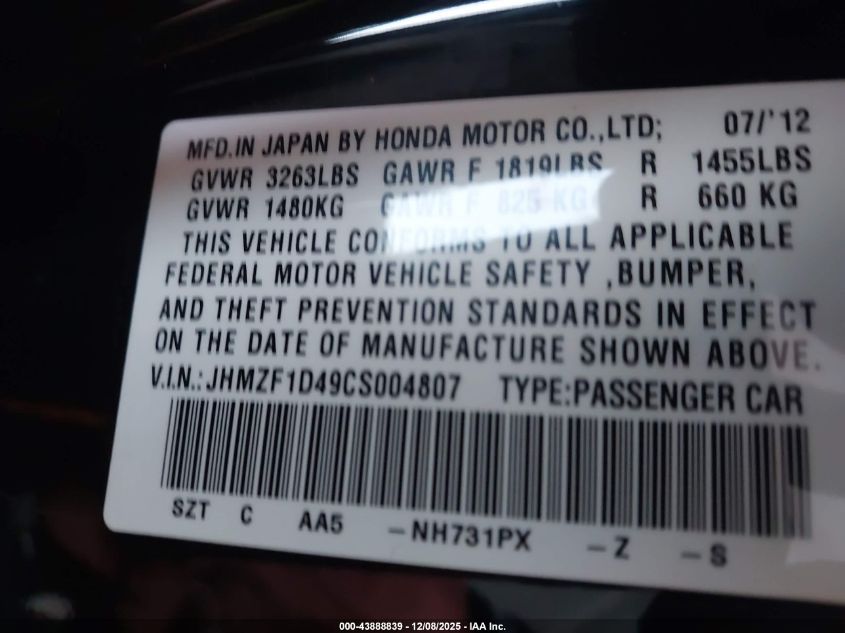 MFD.IN JAPAN BY HONDA MOTOR CO.,LTD; 07/'12
GVWR 3263LBS GAWR F 1819LBS R 1455LBS
GVWR 1480KG GAWR F 825 KG R 660 KG
THIS VEHICLE CONFORMS TO ALL APPLICABLE
FEDERAL MOTOR VEHICLE SAFETY ,BUMPER,
AND THEFT PREVENTION STANDARDS IN EFFECT
ON THE DATE OF MANUFACTURE SHOWN ABOVE.
V.I.N.:JHMZF1D49CS004807 TYPE:PASSENGER CAR
SZT C AA5 -NH731PX -Z -S
000-43888839 - 12/08/2025 - IAA Inc.